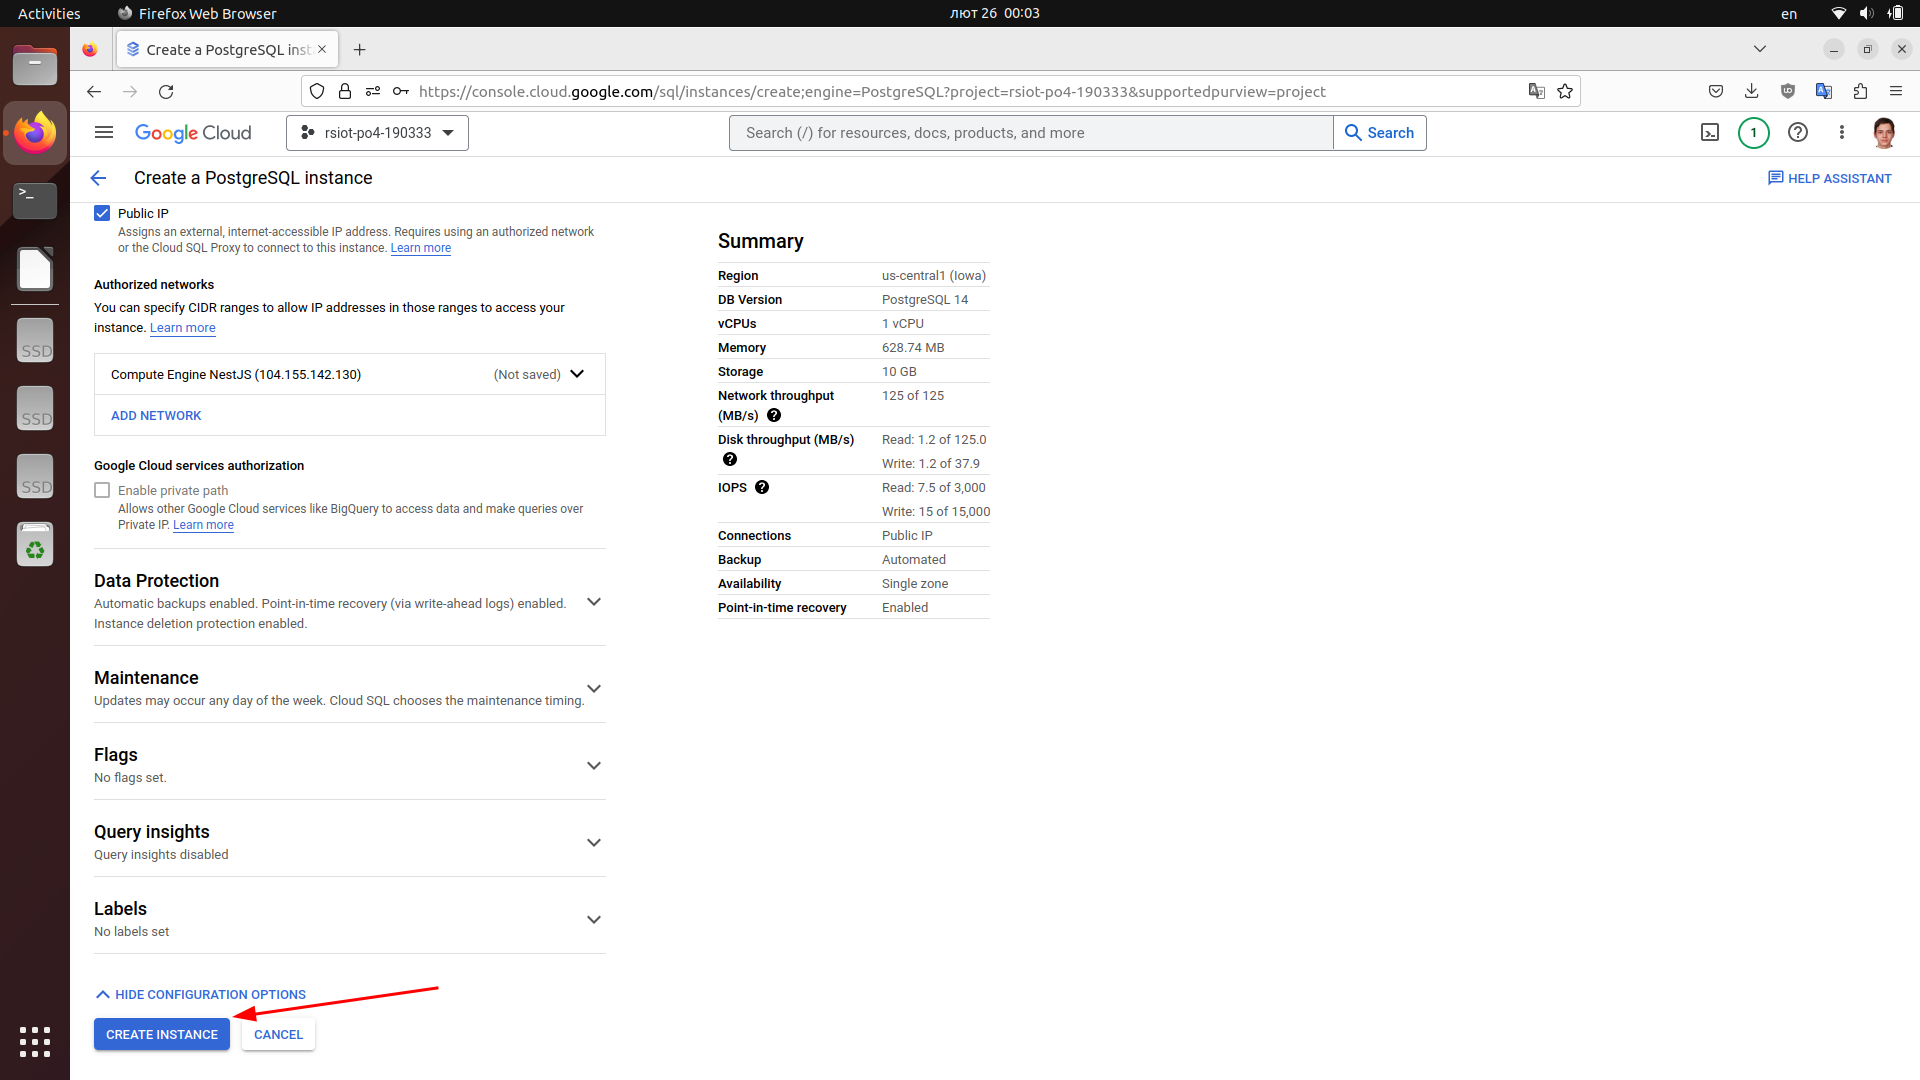 Activities
Firefox Web Browser
лют 26 00:03
en
Create a PostgreSQL inst
https://console.cloud.google.com/sql/instances/create;engine=PostgreSQL?project=rsiot-po4-190333&supportedpurview=project
Google Cloud
rsiot-po4-190333
Search (/) for resources, docs, products, and more
Search
1
Create a PostgreSQL instance
HELP ASSISTANT
Public IP
Assigns an external, internet-accessible IP address. Requires using an authorized network
or the Cloud SQL Proxy to connect to this instance. Learn more
Authorized networks
You can specify CIDR ranges to allow IP addresses in those ranges to access your
instance. Learn more
Compute Engine NestJS (104.155.142.130)
(Not saved)
ADD NETWORK
Google Cloud services authorization
Enable private path
Allows other Google Cloud services like BigQuery to access data and make queries over
Private IP. Learn more
Data Protection
Automatic backups enabled. Point-in-time recovery (via write-ahead logs) enabled.
Instance deletion protection enabled.
Maintenance
Updates may occur any day of the week. Cloud SQL chooses the maintenance timing.
Flags
No flags set.
Query insights
Query insights disabled
Labels
No labels set
HIDE CONFIGURATION OPTIONS
CREATE INSTANCE
CANCEL
Summary
Region us-central1 (Iowa)
DB Version PostgreSQL 14
vCPUs 1 vCPU
Memory 628.74 MB
Storage 10 GB
Network throughput 125 of 125
(MB/s)
Disk throughput (MB/s) Read: 1.2 of 125.0
Write: 1.2 of 37.9
IOPS Read: 7.5 of 3,000
Write: 15 of 15,000
Connections Public IP
Backup Automated
Availability Single zone
Point-in-time recovery Enabled
SSD
SSD
SSD